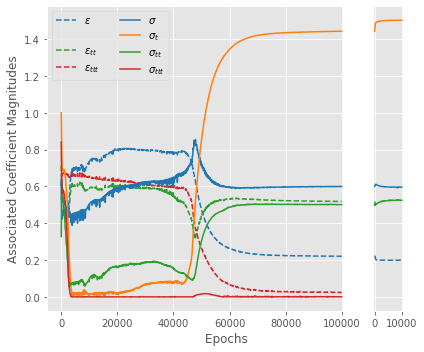 Associated Coefficient Magnitudes
1.4
1.2
1.0
0.8
0.6
0.4
0.2
0.0
ε σ
σ_t
ε_tt σ_tt
ε_ttt σ_ttt
0 20000 40000 60000 80000 100000 0 10000
Epochs